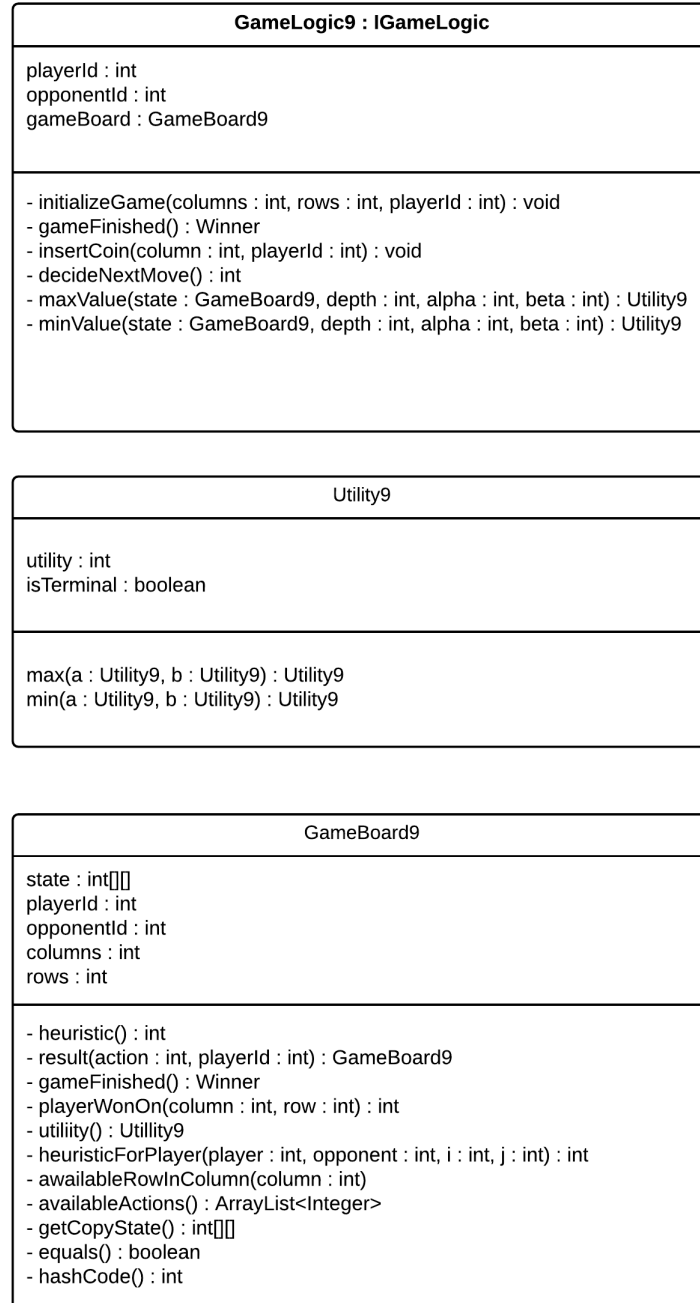 GameLogic9 : IGameLogic
playerId : int
opponentId : int
gameBoard : GameBoard9
- initializeGame(columns : int, rows : int, playerId : int) : void
- gameFinished() : Winner
- insertCoin(column : int, playerId : int) : void
- decideNextMove() : int
- maxValue(state : GameBoard9, depth : int, alpha : int, beta : int) : Utility9
- minValue(state : GameBoard9, depth : int, alpha : int, beta : int) : Utility9
Utility9
utility : int
isTerminal : boolean
max(a : Utility9, b : Utility9) : Utility9
min(a : Utility9, b : Utility9) : Utility9
GameBoard9
state : int[][]
playerId : int
opponentId : int
columns : int
rows : int
- heuristic() : int
- result(action : int, playerId : int) : GameBoard9
- gameFinished() : Winner
- playerWonOn(column : int, row : int) : int
- utiliity() : Utillity9
- heuristicForPlayer(player : int, opponent : int, i : int, j : int) : int
- awailableRowInColumn(column : int)
- availableActions() : ArrayList<Integer>
- getCopyState() : int[][]
- equals() : boolean
- hashCode() : int